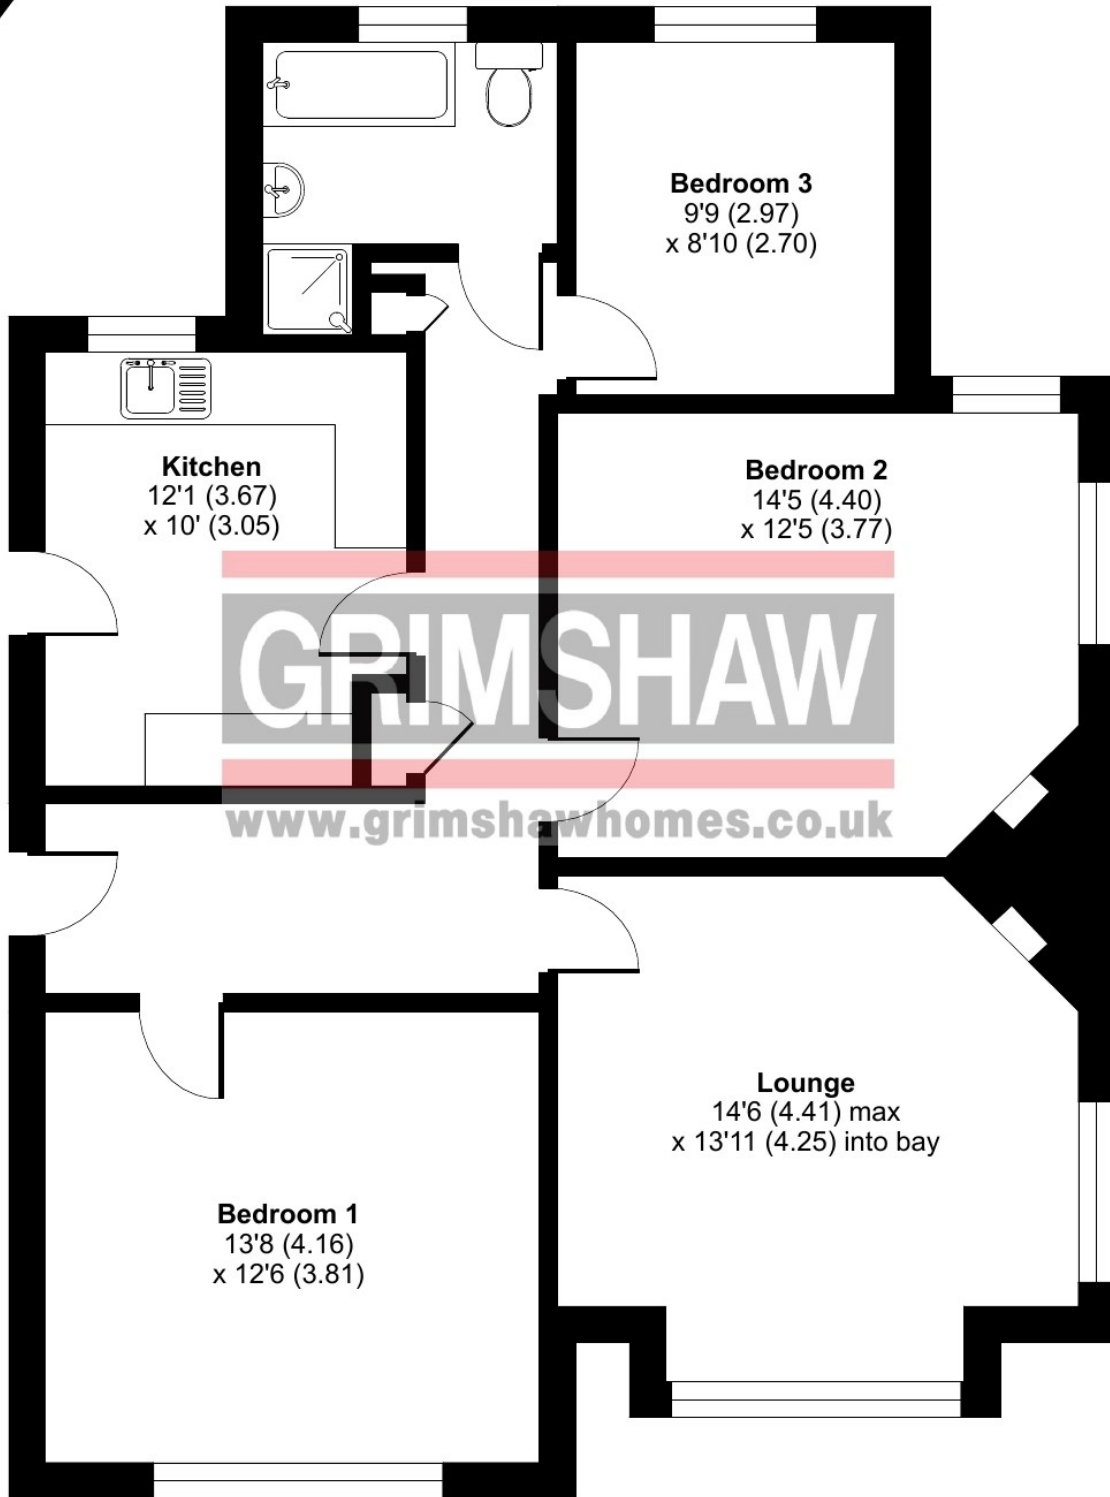 Bedroom 3
9'9 (2.97)
x 8'10 (2.70)
Kitchen
12'1 (3.67)
x 10' (3.05)
Bedroom 2
14'5 (4.40)
x 12'5 (3.77)
GRIMSHAW
www.grimshawhomes.co.uk
Lounge
14'6 (4.41) max
x 13'11 (4.25) into bay
Bedroom 1
13'8 (4.16)
x 12'6 (3.81)